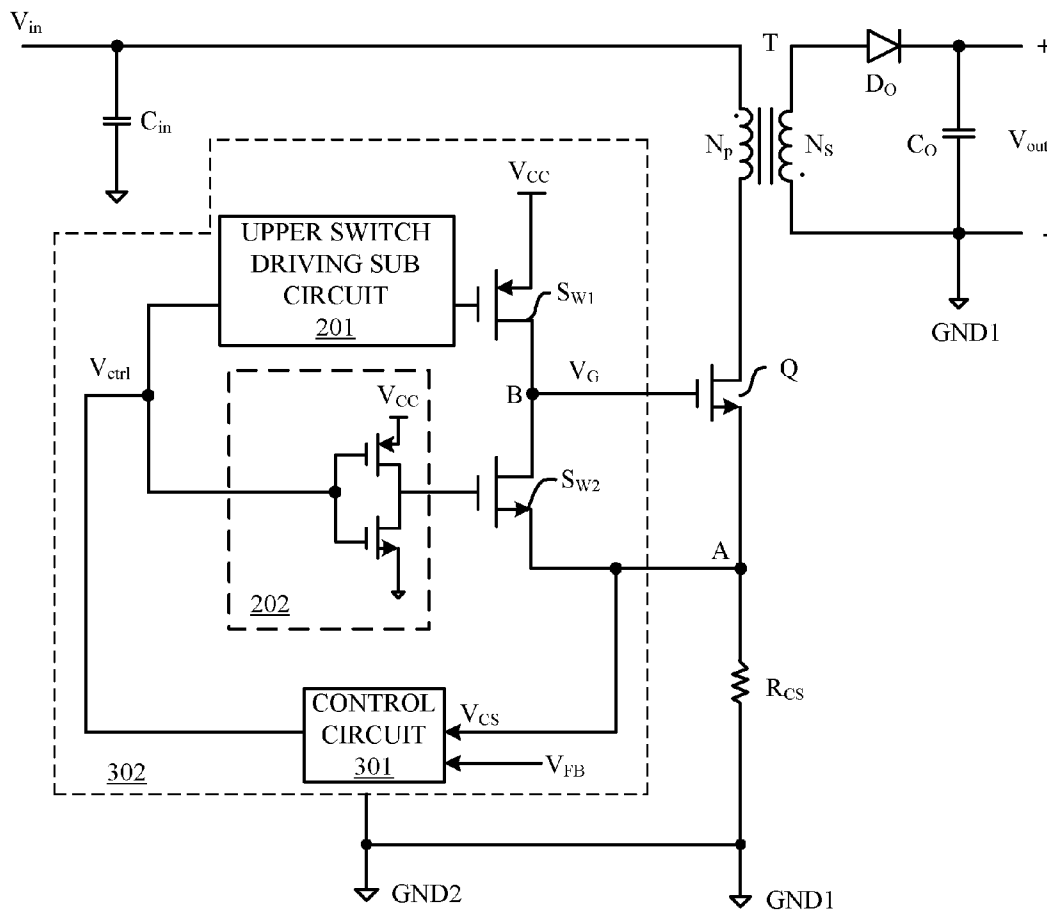 Vin
T
+
DO
Cin
Np
NS
CO
Vout
VCC
-
UPPER SWITCH
DRIVING SUB
CIRCUIT
201
SW1
GND1
Vctrl
VCC
B
VG
Q
SW2
A
202
RCS
CONTROL
CIRCUIT
301
VCS
VFB
302
GND2
GND1